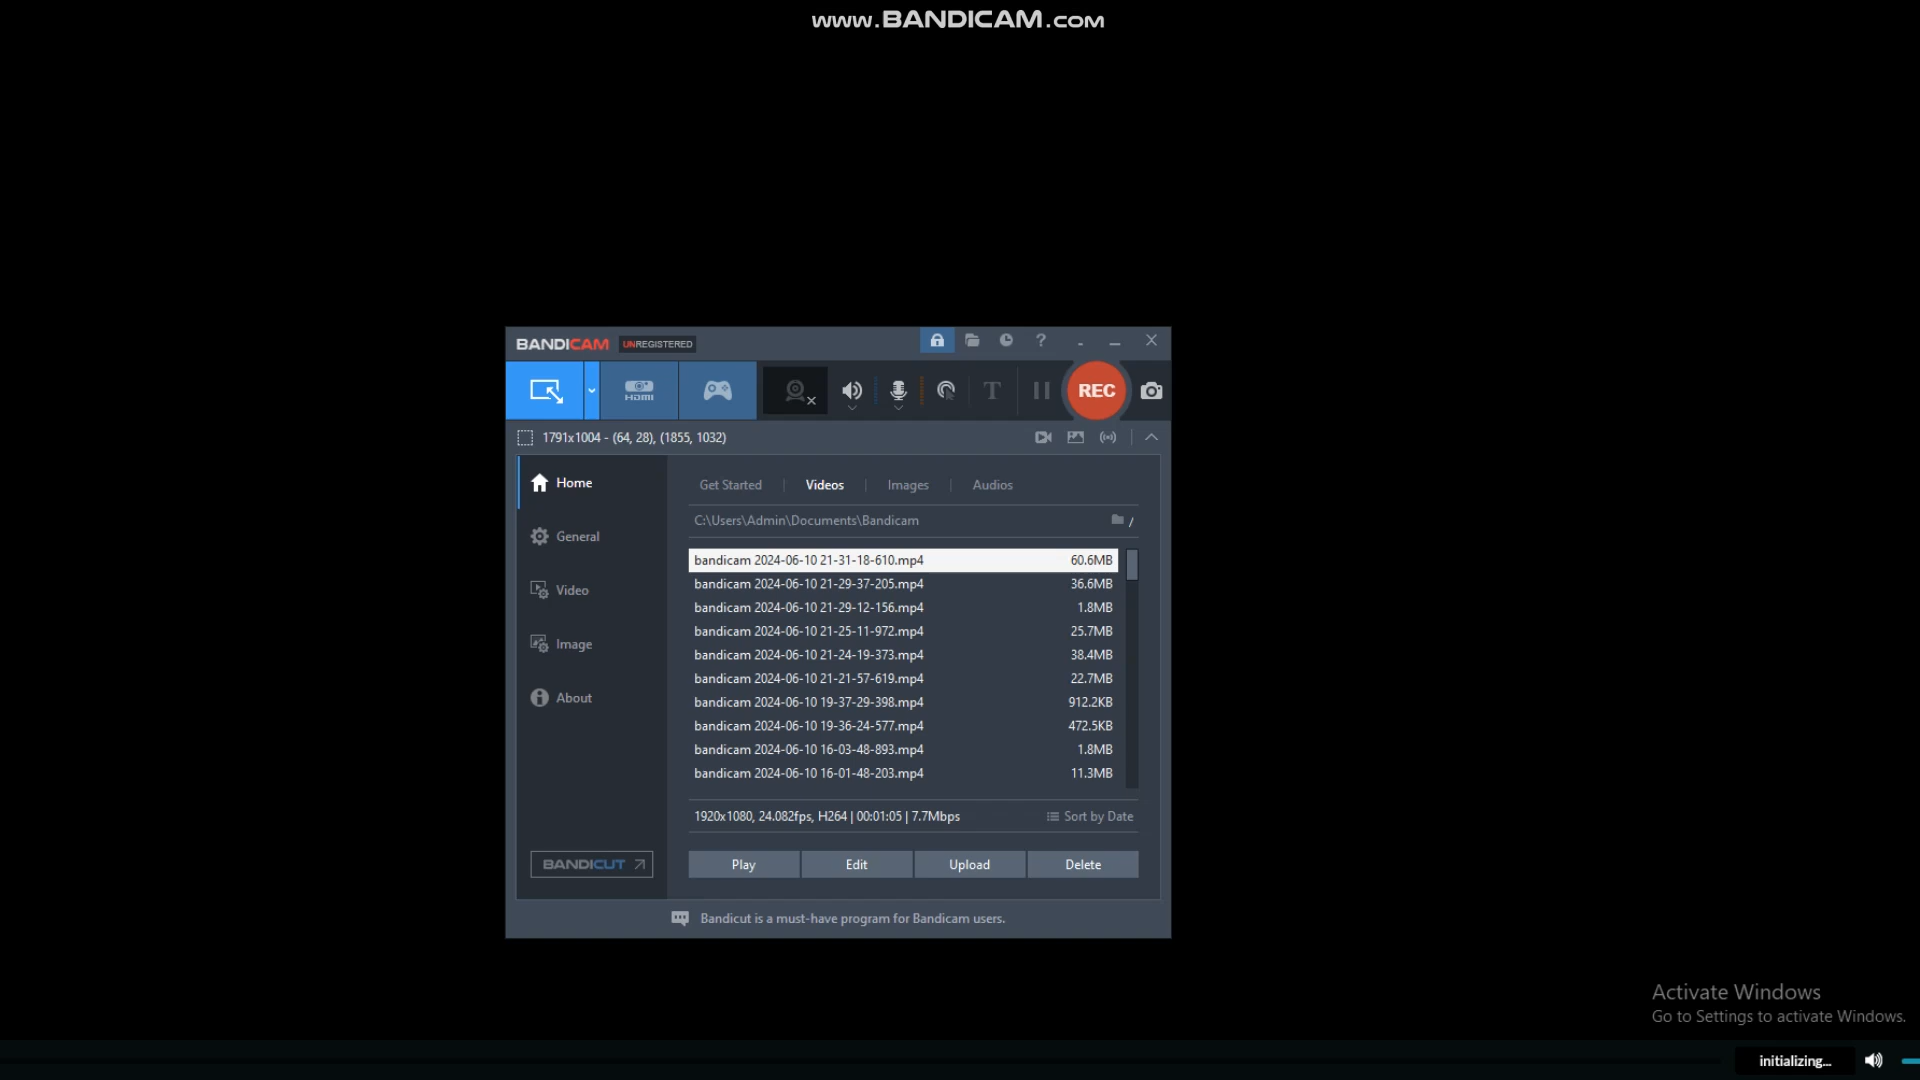 www.BANDICAM.com
BANDICAM UNREGISTERED
?
HDMI
T
REC
1791x1004 - (64, 28), (1855, 1032)
Home
General
Video
Image
About
BANDICUT
Get Started
Videos
Images
Audios
C:\Users\Admin\Documents\Bandicam
/
bandicam 2024-06-10 21-31-18-610.mp4 60.6MB
bandicam 2024-06-10 21-29-37-205.mp4 36.6MB
bandicam 2024-06-10 21-29-12-156.mp4 1.8MB
bandicam 2024-06-10 21-25-11-972.mp4 25.7MB
bandicam 2024-06-10 21-24-19-373.mp4 38.4MB
bandicam 2024-06-10 21-21-57-619.mp4 22.7MB
bandicam 2024-06-10 19-37-29-398.mp4 912.2KB
bandicam 2024-06-10 19-36-24-577.mp4 472.5KB
bandicam 2024-06-10 16-03-48-893.mp4 1.8MB
bandicam 2024-06-10 16-01-48-203.mp4 11.3MB
1920x1080, 24.082fps, H264 | 00:01:05 | 7.7Mbps
Sort by Date
Play
Edit
Upload
Delete
Bandicut is a must-have program for Bandicam users.
Activate Windows
Go to Settings to activate Windows.
initializing...